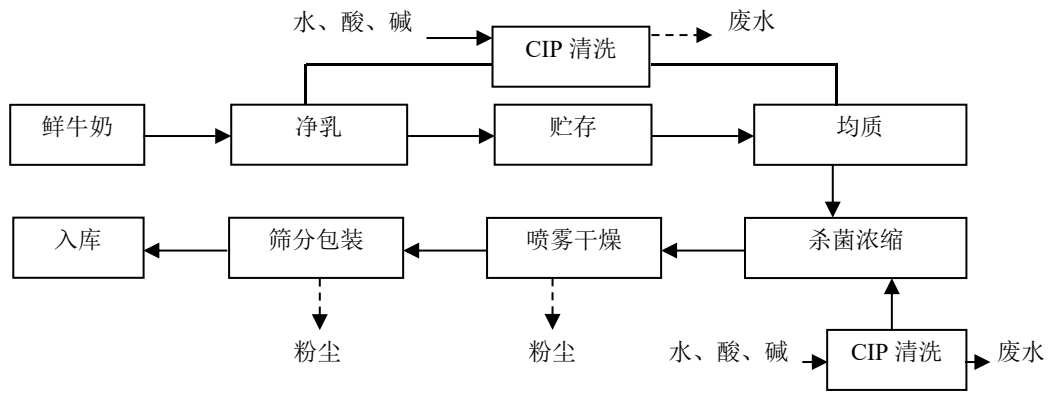 水、酸、碱
CIP 清洗
废水
鲜牛奶
净乳
贮存
均质
入库
筛分包装
喷雾干燥
杀菌浓缩
粉尘
粉尘
水、酸、碱
CIP 清洗
废水